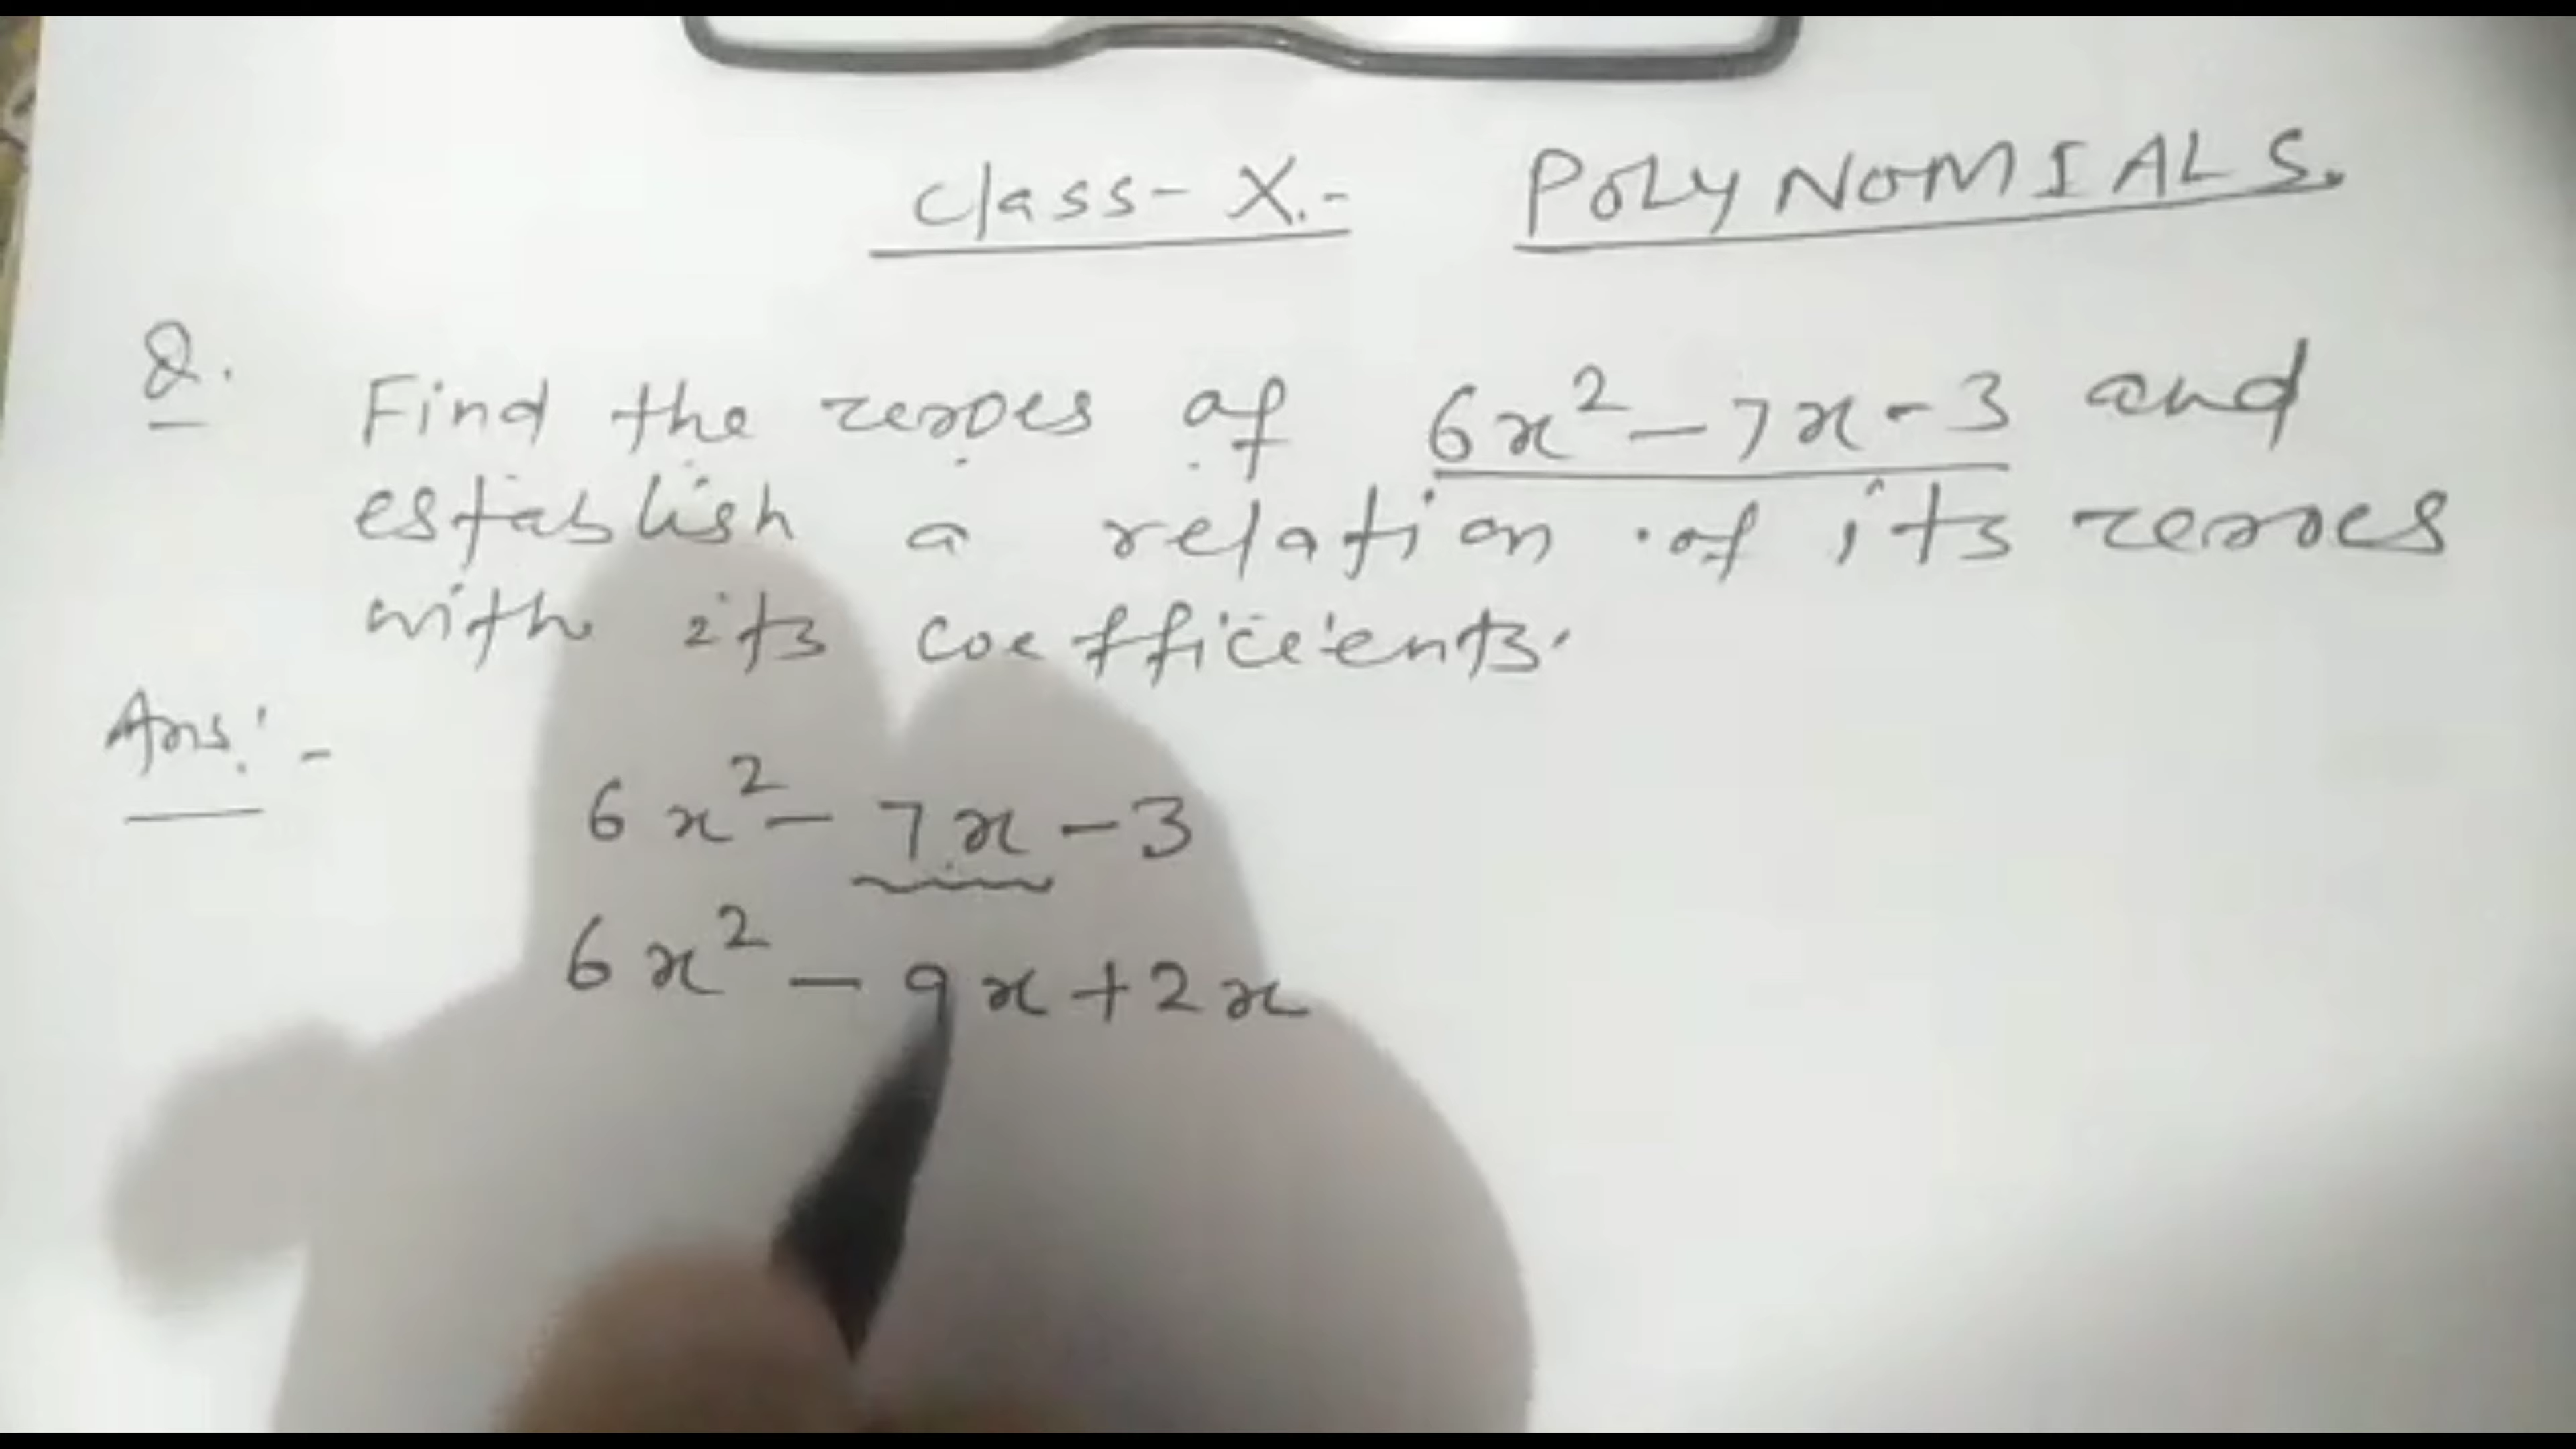 Class-X.- POLYNOMIALS.
Q. Find the zeroes of 6x²-7x-3 and
establish a relation of its zeroes
with its coefficients.
Ans:-
6x²-7x-3
6x²-9x+2x